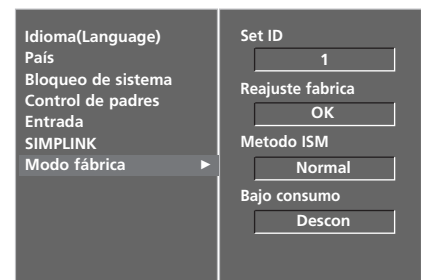 Idioma(Language)
País
Bloqueo de sistema
Control de padres
Entrada
SIMPLINK
Modo fábrica ►
Set ID
1
Reajuste fabrica
OK
Metodo ISM
Normal
Bajo consumo
Descon